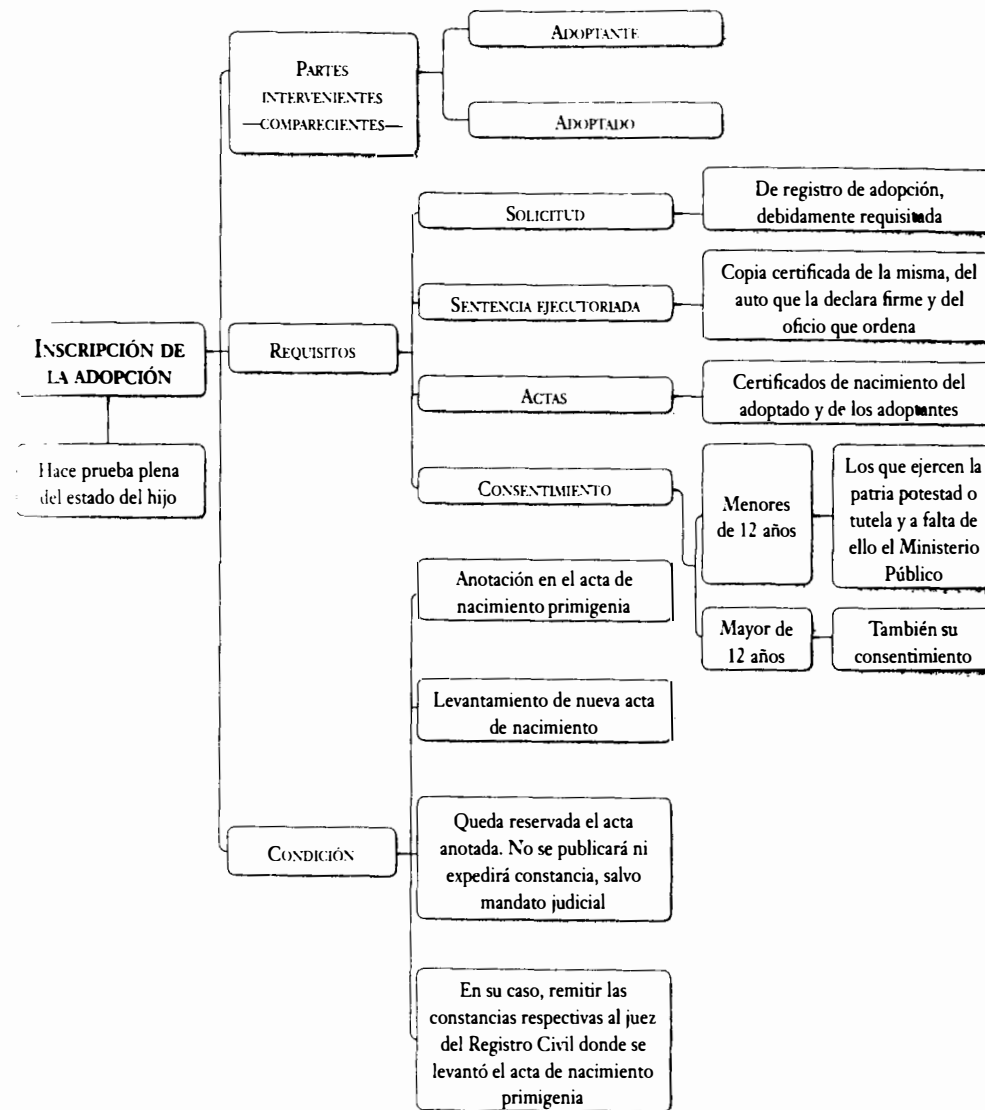 INSCRIPCIÓN DE
LA ADOPCIÓN
Hace prueba plena
del estado del hijo
PARTES
INTERVENIENTES
—COMPARECIENTES—
ADOPTANTE
ADOPTADO
REQUISITOS
SOLICITUD
De registro de adopción,
debidamente requisitada
SENTENCIA EJECUTORIADA
Copia certificada de la misma, del
auto que la declara firme y del
oficio que ordena
ACTAS
Certificados de nacimiento del
adoptado y de los adoptantes
CONSENTIMIENTO
Menores
de 12 años
Los que ejercen la
patria potestad o
tutela y a falta de
ello el Ministerio
Público
Mayor de
12 años
También su
consentimiento
CONDICIÓN
Anotación en el acta de
nacimiento primigenia
Levantamiento de nueva acta
de nacimiento
Queda reservada el acta
anotada. No se publicará ni
expedirá constancia, salvo
mandato judicial
En su caso, remitir las
constancias respectivas al juez
del Registro Civil donde se
levantó el acta de nacimiento
primigenia